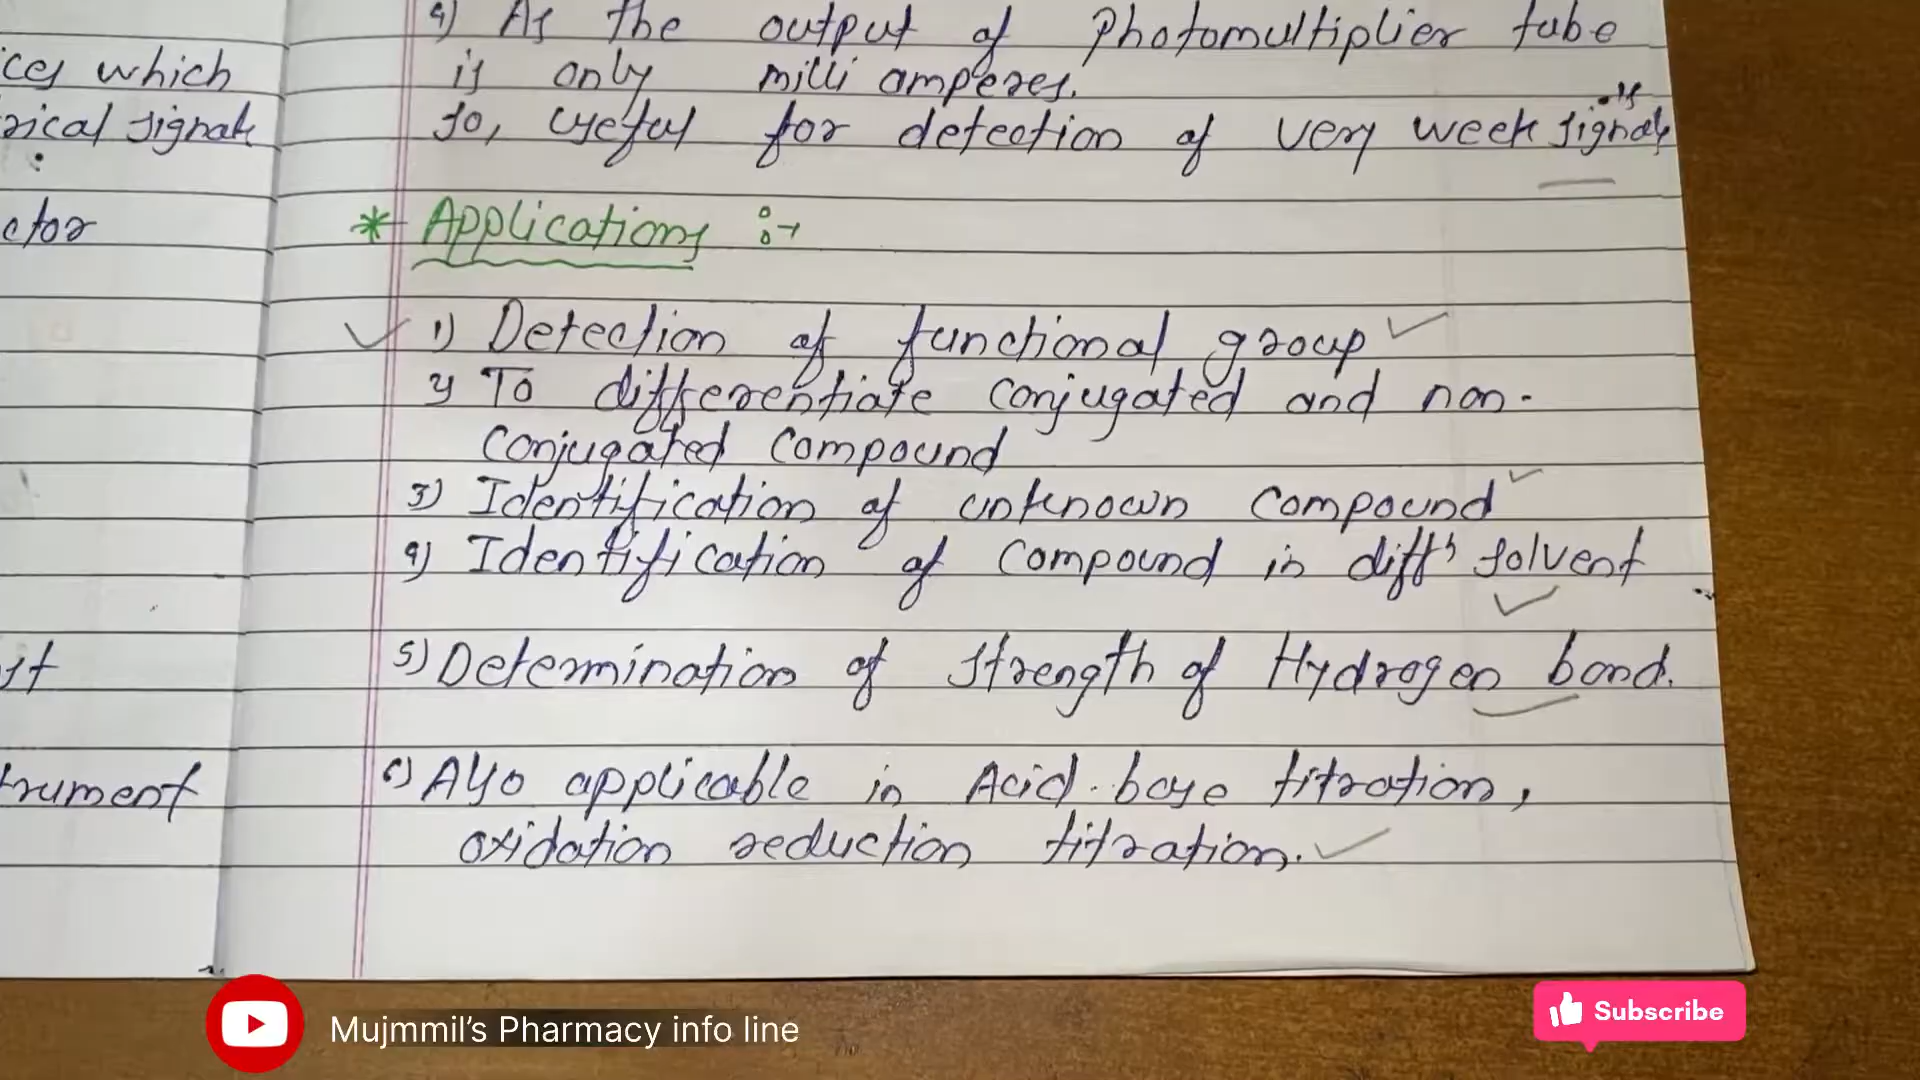 4) As the output of Photomultiplier tube
ces which
is only milli amperes.
rical signals
So, useful for detection of very week signals
ctor
* Applications :-
1) Detection of functional group
2) To differentiate conjugated and non-
conjugated compound
3) Identification of unknown compound
4) Identification of compound in diffn solvent
5) Determination of strength of Hydrogen bond.
trument
6) Also applicable in Acid-base titration,
oxidation reduction titration.
Mujmmil's Pharmacy info line
Subscribe